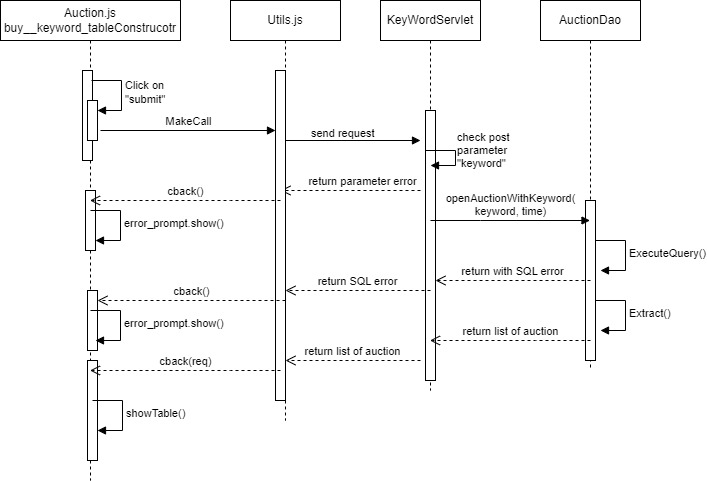 Auction.js
buy__keyword_tableConstrucotr
Utils.js
KeyWordServlet
AuctionDao
Click on
"submit"
MakeCall
send request
check post
parameter
"keyword"
return parameter error
cback()
openAuctionWithKeyword(
keyword, time)
error_prompt.show()
ExecuteQuery()
return with SQL error
return SQL error
cback()
error_prompt.show()
Extract()
return list of auction
return list of auction
cback(req)
showTable()